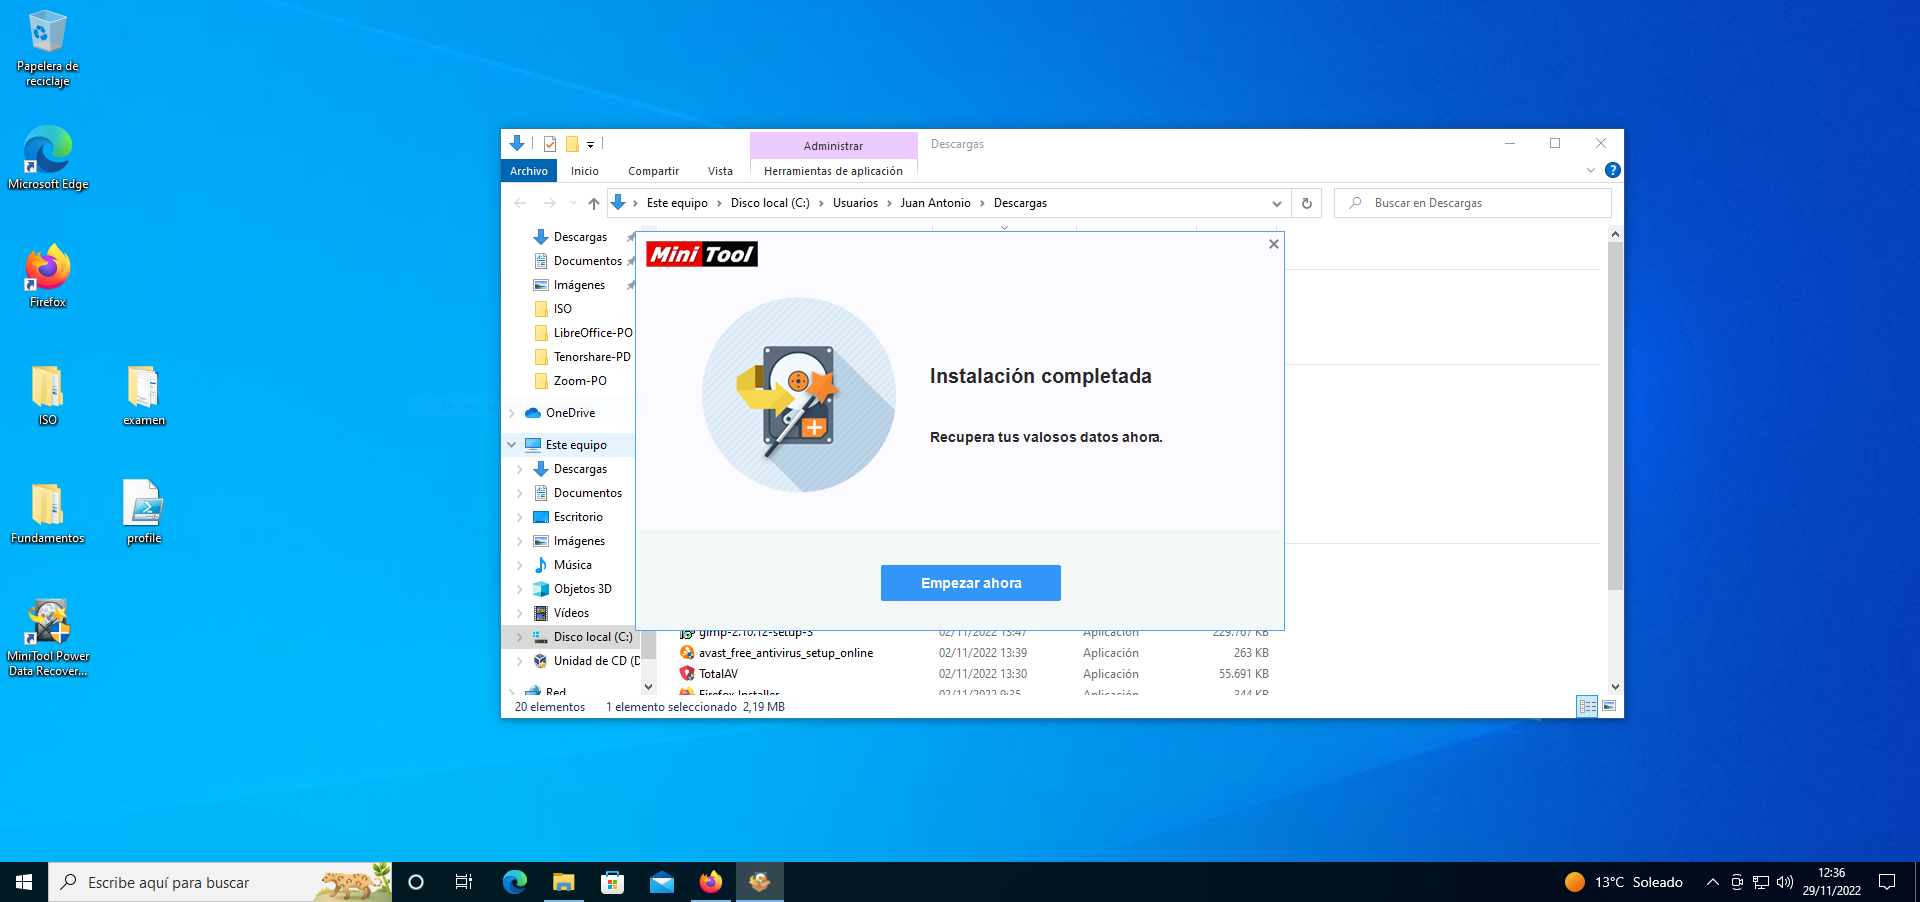 Papelera de
reciclaje
Microsoft Edge
Firefox
ISO
examen
Fundamentos
profile
MiniTool Power
Data Recover...
Administrar
Descargas
Archivo
Inicio
Compartir
Vista
Herramientas de aplicación
Este equipo
Disco local (C:)
Usuarios
Juan Antonio
Descargas
Buscar en Descargas
Descargas
Documentos
Imágenes
ISO
LibreOffice-PO
Tenorshare-PD
Zoom-PO
OneDrive
Este equipo
Descargas
Documentos
Escritorio
Imágenes
Música
Objetos 3D
Vídeos
Disco local (C:)
Unidad de CD (D
Red
Mini Tool
Instalación completada
Recupera tus valosos datos ahora.
Empezar ahora
gimp-2.10.12-setup-3 02/11/2022 13:47 Aplicación 229.767 KB
avast_free_antivirus_setup_online 02/11/2022 13:39 Aplicación 263 KB
TotalAV 02/11/2022 13:30 Aplicación 55.691 KB
Firefox Installer 02/11/2022 9:35 Aplicación 344 KB
20 elementos
1 elemento seleccionado 2,19 MB
Escribe aquí para buscar
13°C Soleado
12:36
29/11/2022